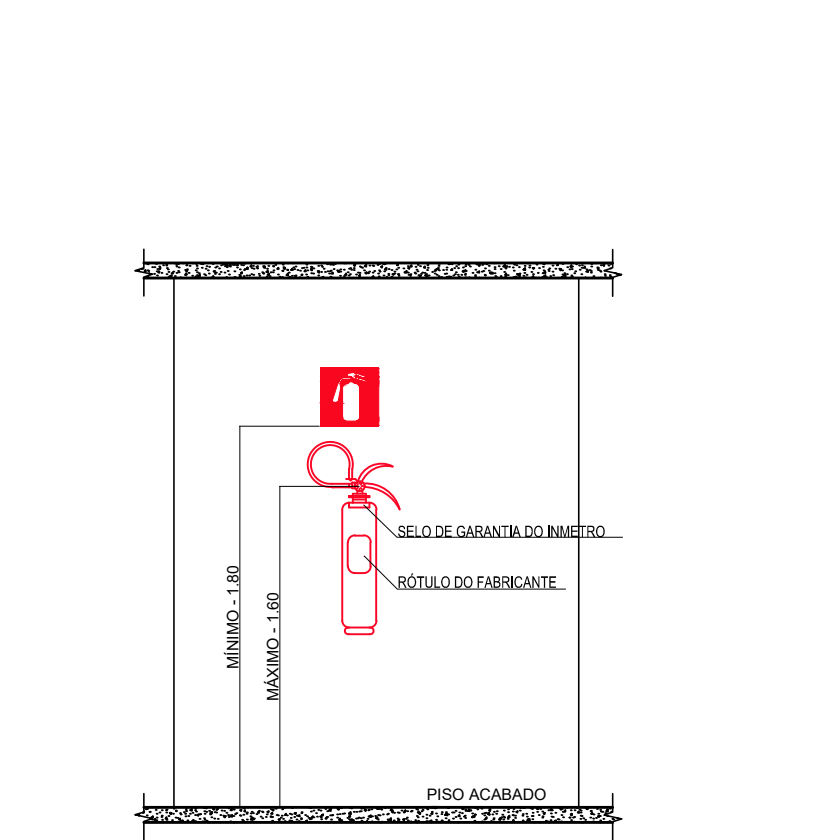 SELO DE GARANTIA DO INMETRO
RÓTULO DO FABRICANTE
MÍNIMO - 1.80
MÁXIMO - 1.60
PISO ACABADO